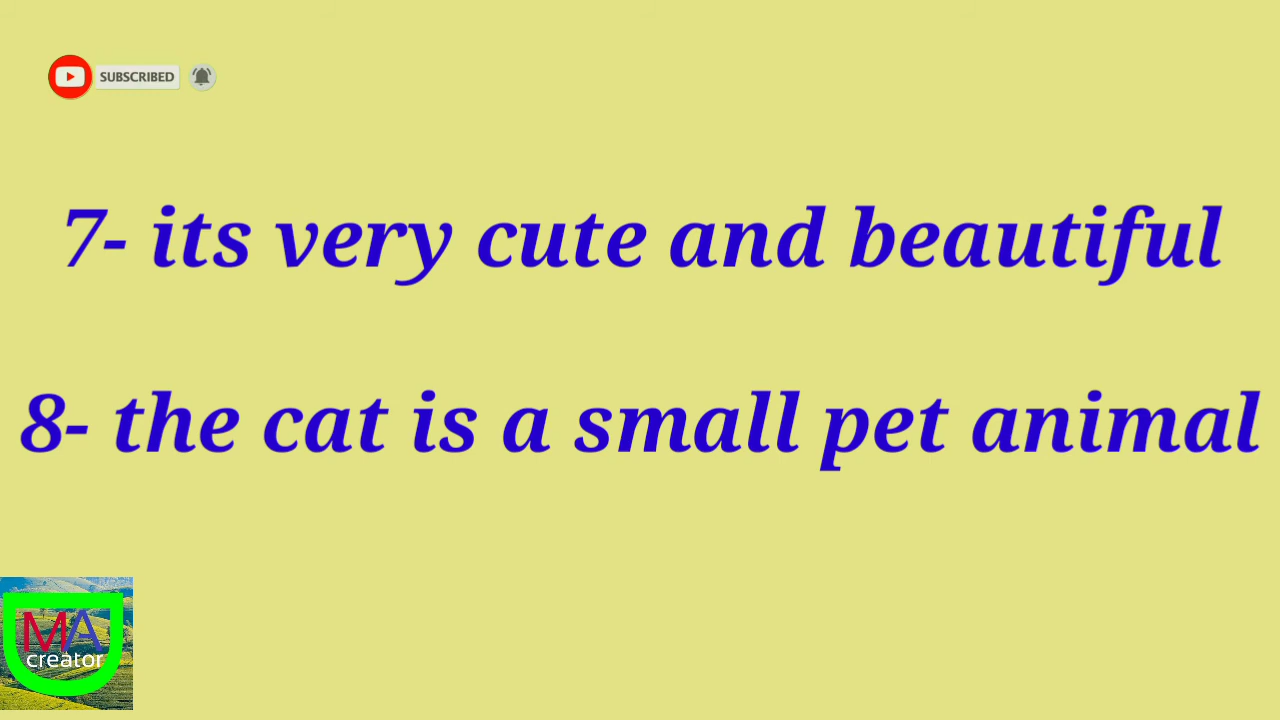 SUBSCRIBED
7- its very cute and beautiful
8- the cat is a small pet animal
MA
creator